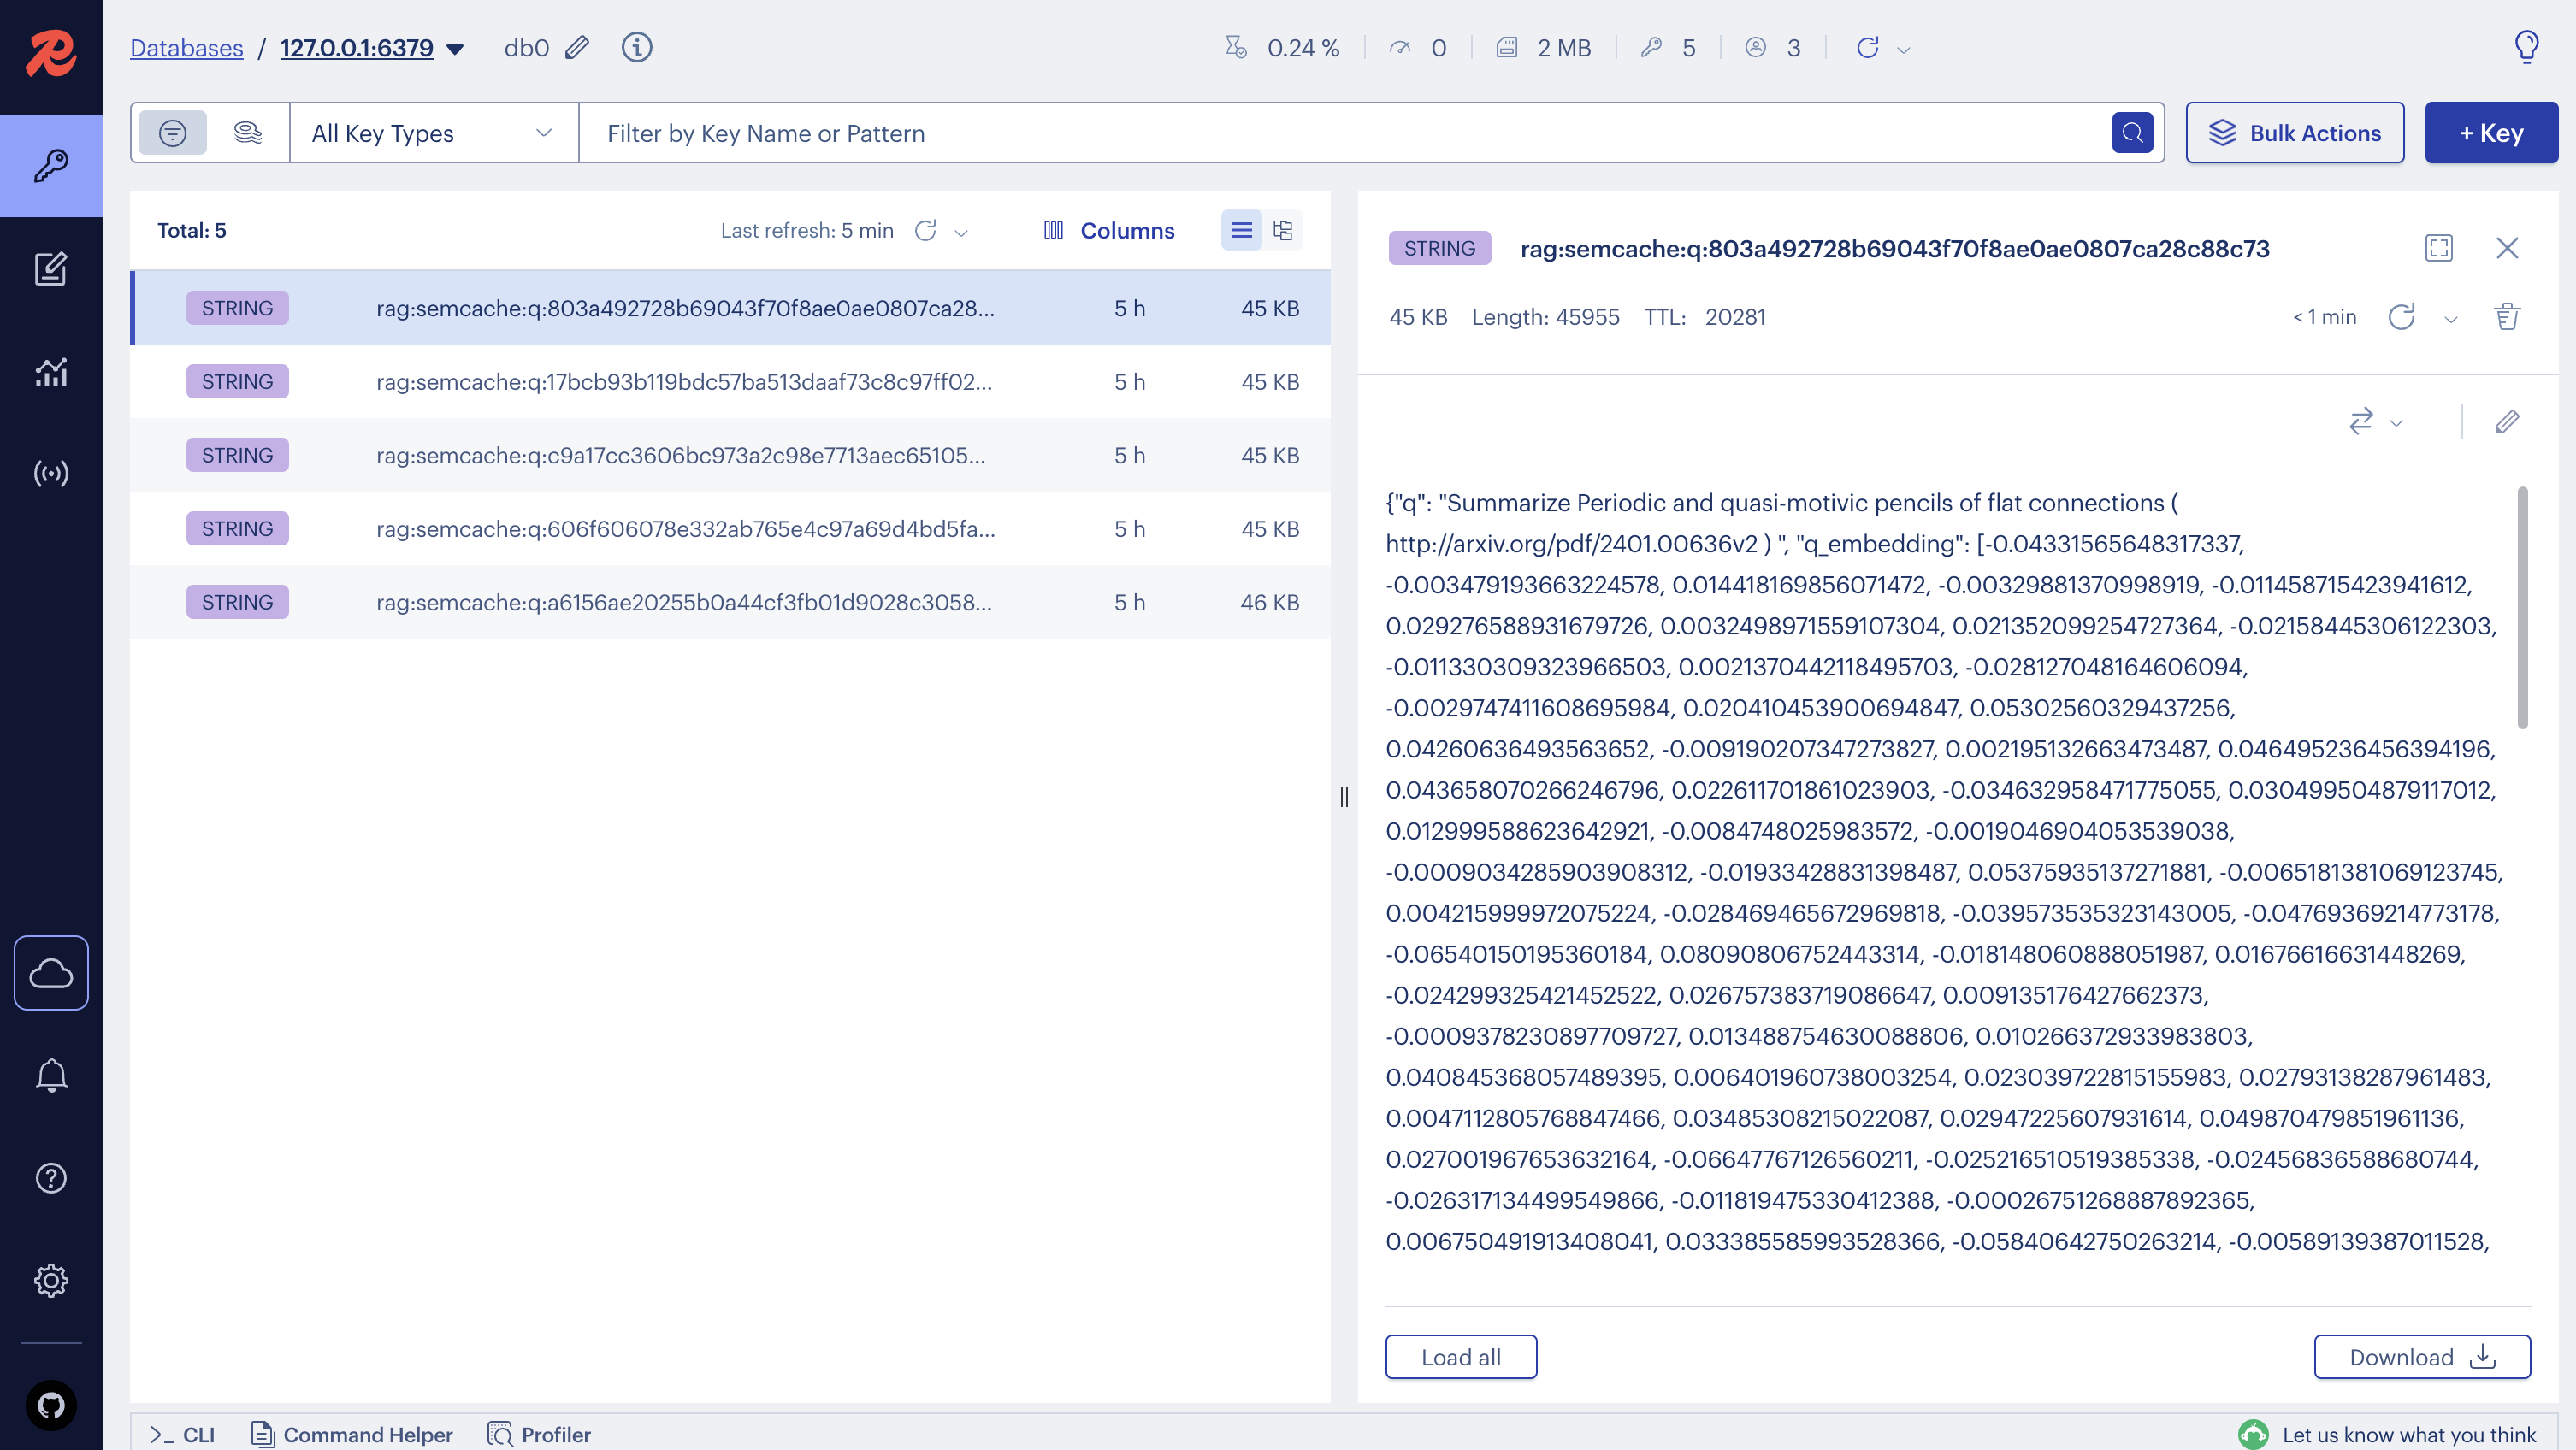 Databases / 127.0.0.1:6379 db0 0.24 % 0 2 MB 5 3
All Key Types Filter by Key Name or Pattern Bulk Actions + Key
Total: 5 Last refresh: 5 min Columns
STRING rag:semcache:q:803a492728b69043f70f8ae0ae0807ca28... 5 h 45 KB
STRING rag:semcache:q:17bcb93b119bdc57ba513daaf73c8c97ff02... 5 h 45 KB
STRING rag:semcache:q:c9a17cc3606bc973a2c98e7713aec65105... 5 h 45 KB
STRING rag:semcache:q:606f606078e332ab765e4c97a69d4bd5fa... 5 h 45 KB
STRING rag:semcache:q:a6156ae20255b0a44cf3fb01d9028c3058... 5 h 46 KB
STRING rag:semcache:q:803a492728b69043f70f8ae0ae0807ca28c88c73
45 KB Length: 45955 TTL: 20281 < 1 min
{"q": "Summarize Periodic and quasi-motivic pencils of flat connections (
http://arxiv.org/pdf/2401.00636v2 ) ", "q_embedding": [-0.04331565648317337,
-0.003479193663224578, 0.014418169856071472, -0.00329881370998919, -0.011458715423941612,
0.029276588931679726, 0.0032498971559107304, 0.021352099254727364, -0.02158445306122303,
-0.011330309323966503, 0.0021370442118495703, -0.028127048164606094,
-0.0029747411608695984, 0.020410453900694847, 0.05302560329437256,
0.04260636493563652, -0.009190207347273827, 0.002195132663473487, 0.046495236456394196,
0.043658070266246796, 0.022611701861023903, -0.034632958471775055, 0.030499504879117012,
0.012999588623642921, -0.0084748025983572, -0.0019046904053539038,
-0.0009034285903908312, -0.01933428831398487, 0.05375935137271881, -0.0065181381069123745,
0.004215999972075224, -0.028469465672969818, -0.039573535323143005, -0.04769369214773178,
-0.06540150195360184, 0.08090806752443314, -0.018148060888051987, 0.01676616631448269,
-0.024299325421452522, 0.026757383719086647, 0.009135176427662373,
-0.0009378230897709727, 0.013488754630088806, 0.010266372933983803,
0.040845368057489395, 0.006401960738003254, 0.023039722815155983, 0.02793138287961483,
0.0047112805768847466, 0.03485308215022087, 0.02947225607931614, 0.049870479851961136,
0.027001967653632164, -0.06647767126560211, -0.025216510519385338, -0.02456836588680744,
-0.026317134499549866, -0.011819475330412388, -0.00026751268887892365,
0.006750491913408041, 0.033385585993528366, -0.05840642750263214, -0.00589139387011528,
Load all Download
>_ CLI Command Helper Profiler Let us know what you think